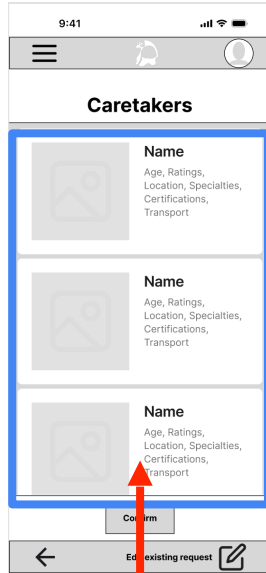 9:41
Caretakers
Name
Age, Ratings,
Location, Specialties,
Certifications,
Transport
Name
Age, Ratings,
Location, Specialties,
Certifications,
Transport
Name
Age, Ratings,
Location, Specialties,
Certifications,
Transport
Confirm
Edit existing request